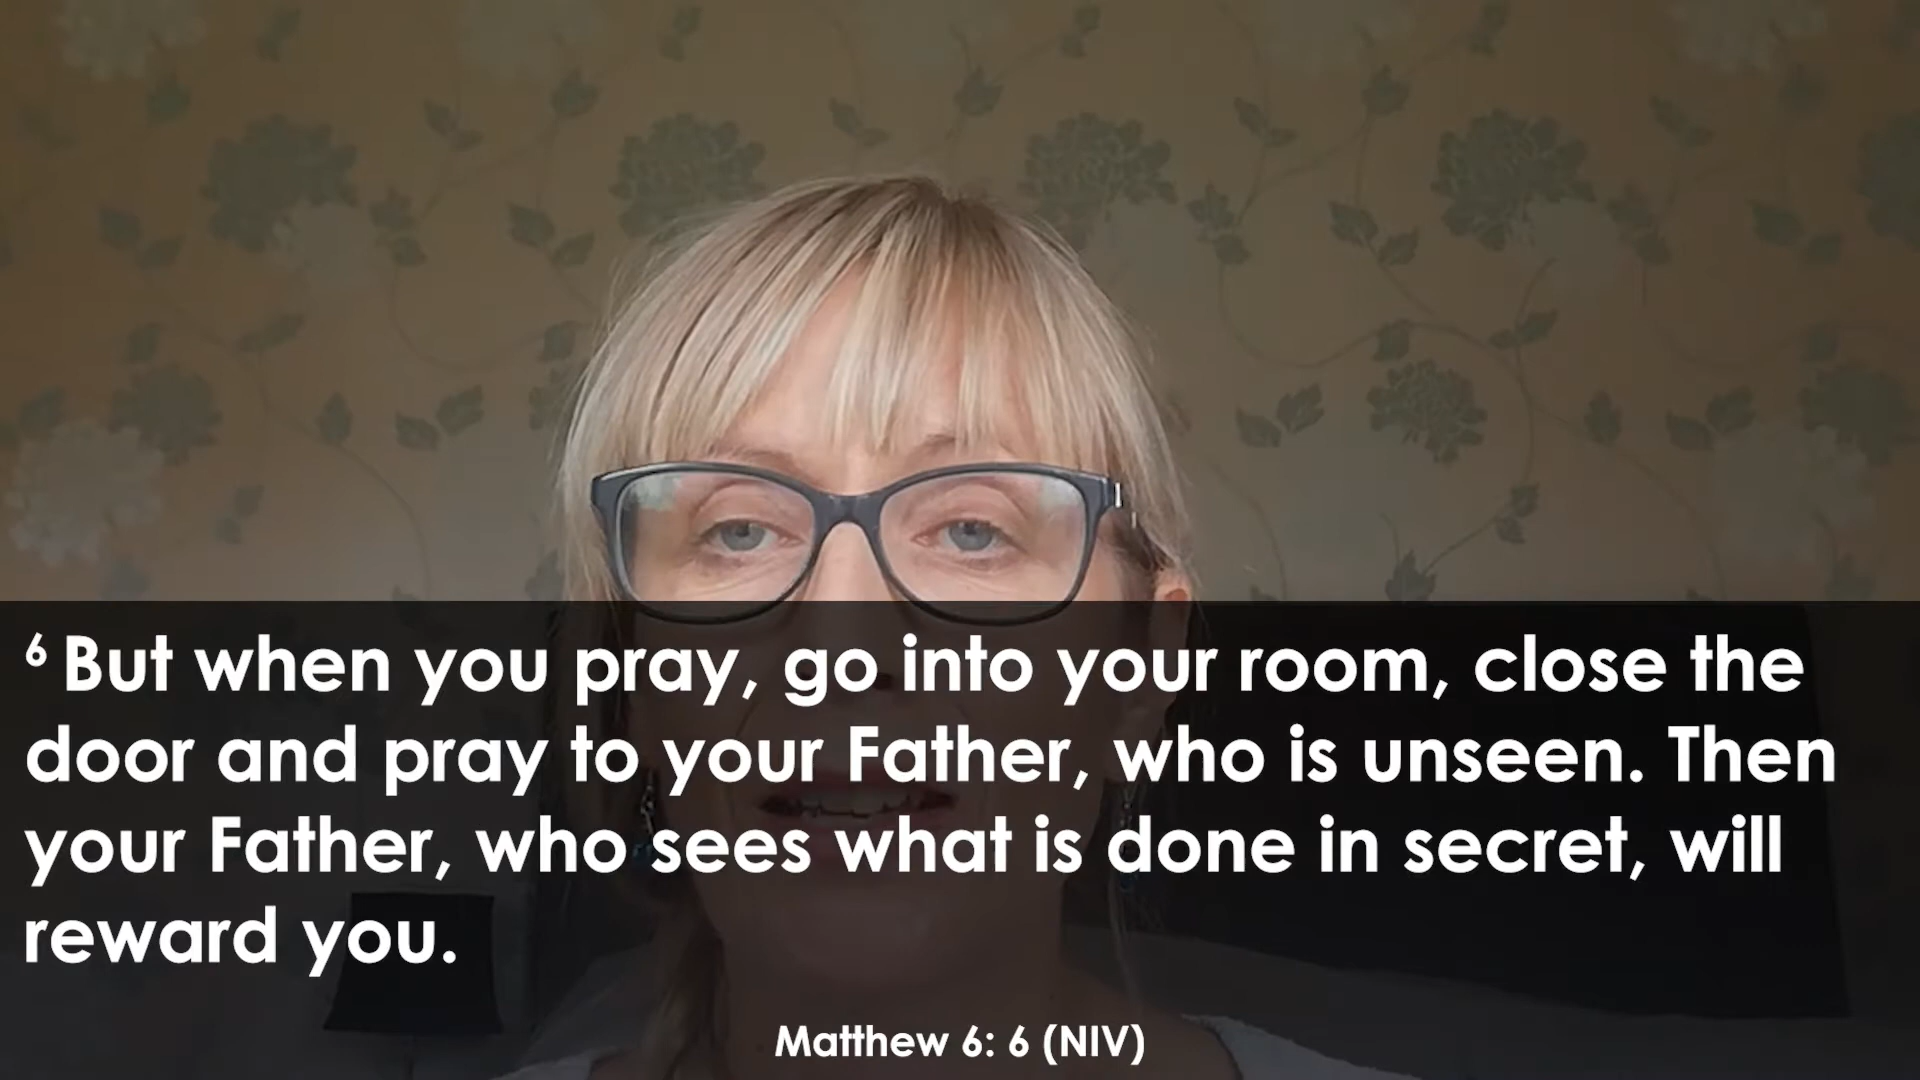 ⁶ But when you pray, go into your room, close the
door and pray to your Father, who is unseen. Then
your Father, who sees what is done in secret, will
reward you.
Matthew 6: 6 (NIV)